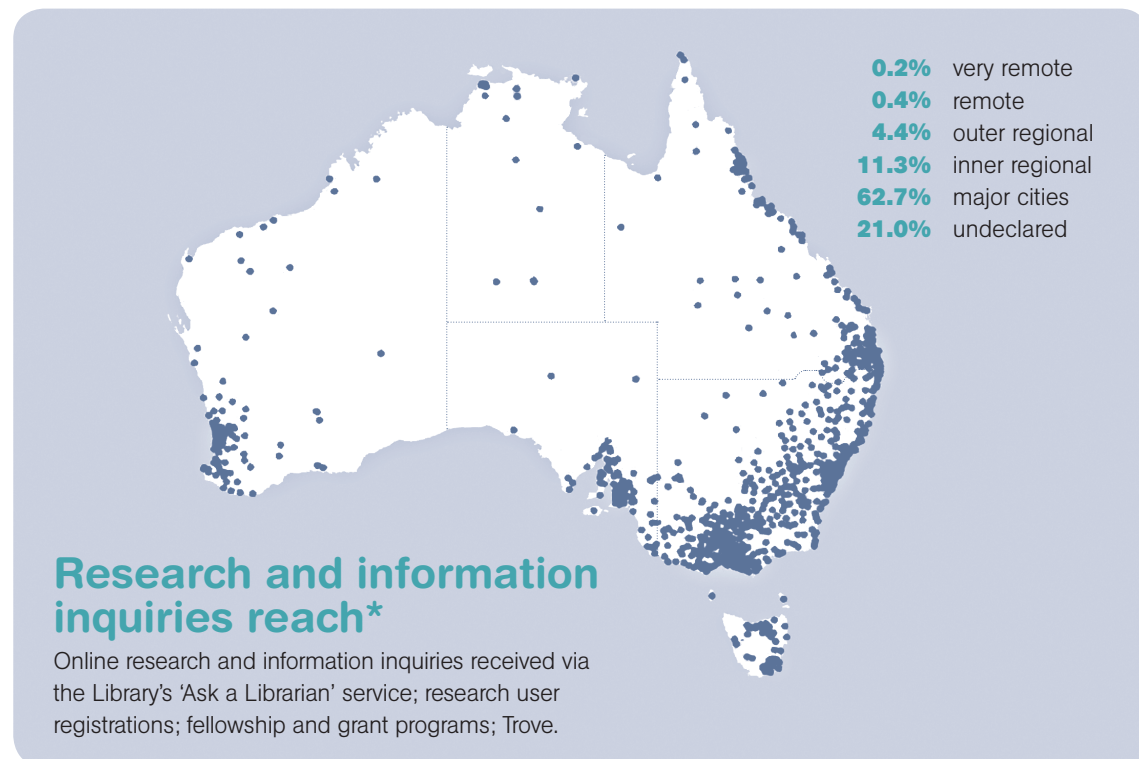 0.2% very remote
0.4% remote
4.4% outer regional
11.3% inner regional
62.7% major cities
21.0% undeclared
Research and information
inquiries reach*
Online research and information inquiries received via
the Library's ‘Ask a Librarian’ service; research user
registrations; fellowship and grant programs; Trove.